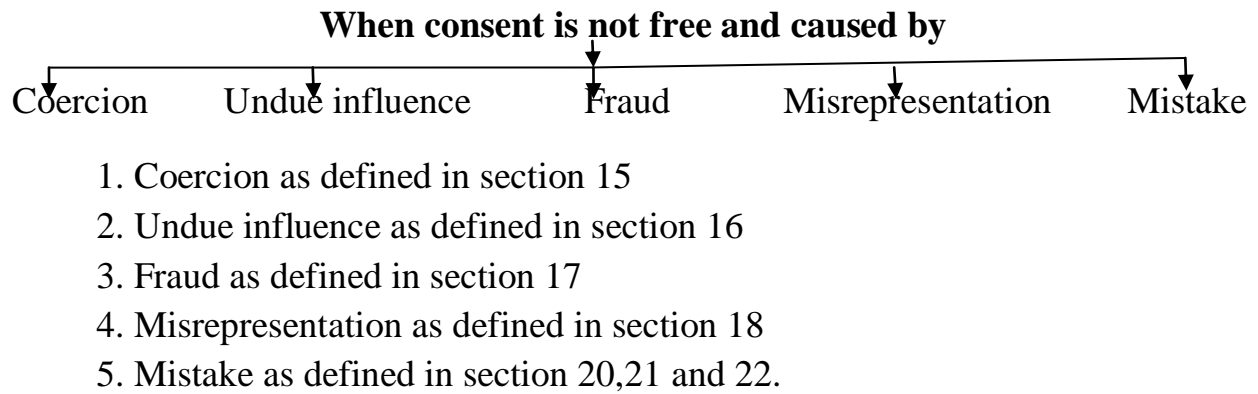 When consent is not free and caused by
Coercion Undue influence Fraud Misrepresentation Mistake
1. Coercion as defined in section 15
2. Undue influence as defined in section 16
3. Fraud as defined in section 17
4. Misrepresentation as defined in section 18
5. Mistake as defined in section 20,21 and 22.